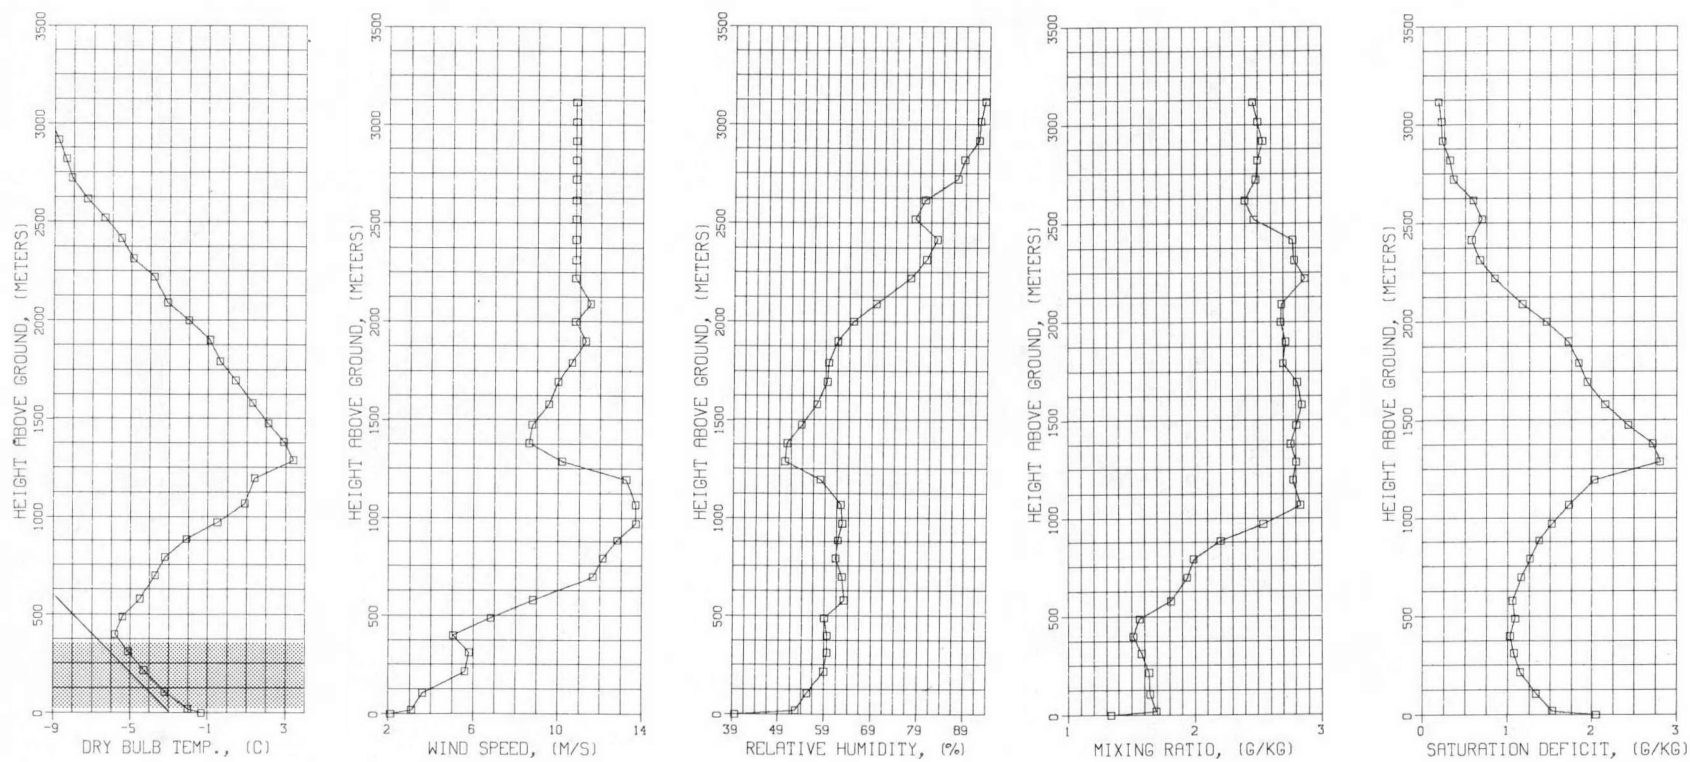 3500
3000
2500
2000
1500
1000
500
0
HEIGHT ABOVE GROUND, (METERS)
-9 -5 -1 3
DRY BULB TEMP., (C)
3500
3000
2500
2000
1500
1000
500
0
HEIGHT ABOVE GROUND, (METERS)
2 6 10 14
WIND SPEED, (M/S)
3500
3000
2500
2000
1500
1000
500
0
HEIGHT ABOVE GROUND, (METERS)
39 49 59 69 79 89
RELATIVE HUMIDITY, (%)
3500
3000
2500
2000
1500
1000
500
0
HEIGHT ABOVE GROUND, (METERS)
1 2 3
MIXING RATIO, (G/KG)
3500
3000
2500
2000
1500
1000
500
0
HEIGHT ABOVE GROUND, (METERS)
0 1 2 3
SATURATION DEFICIT, (G/KG)